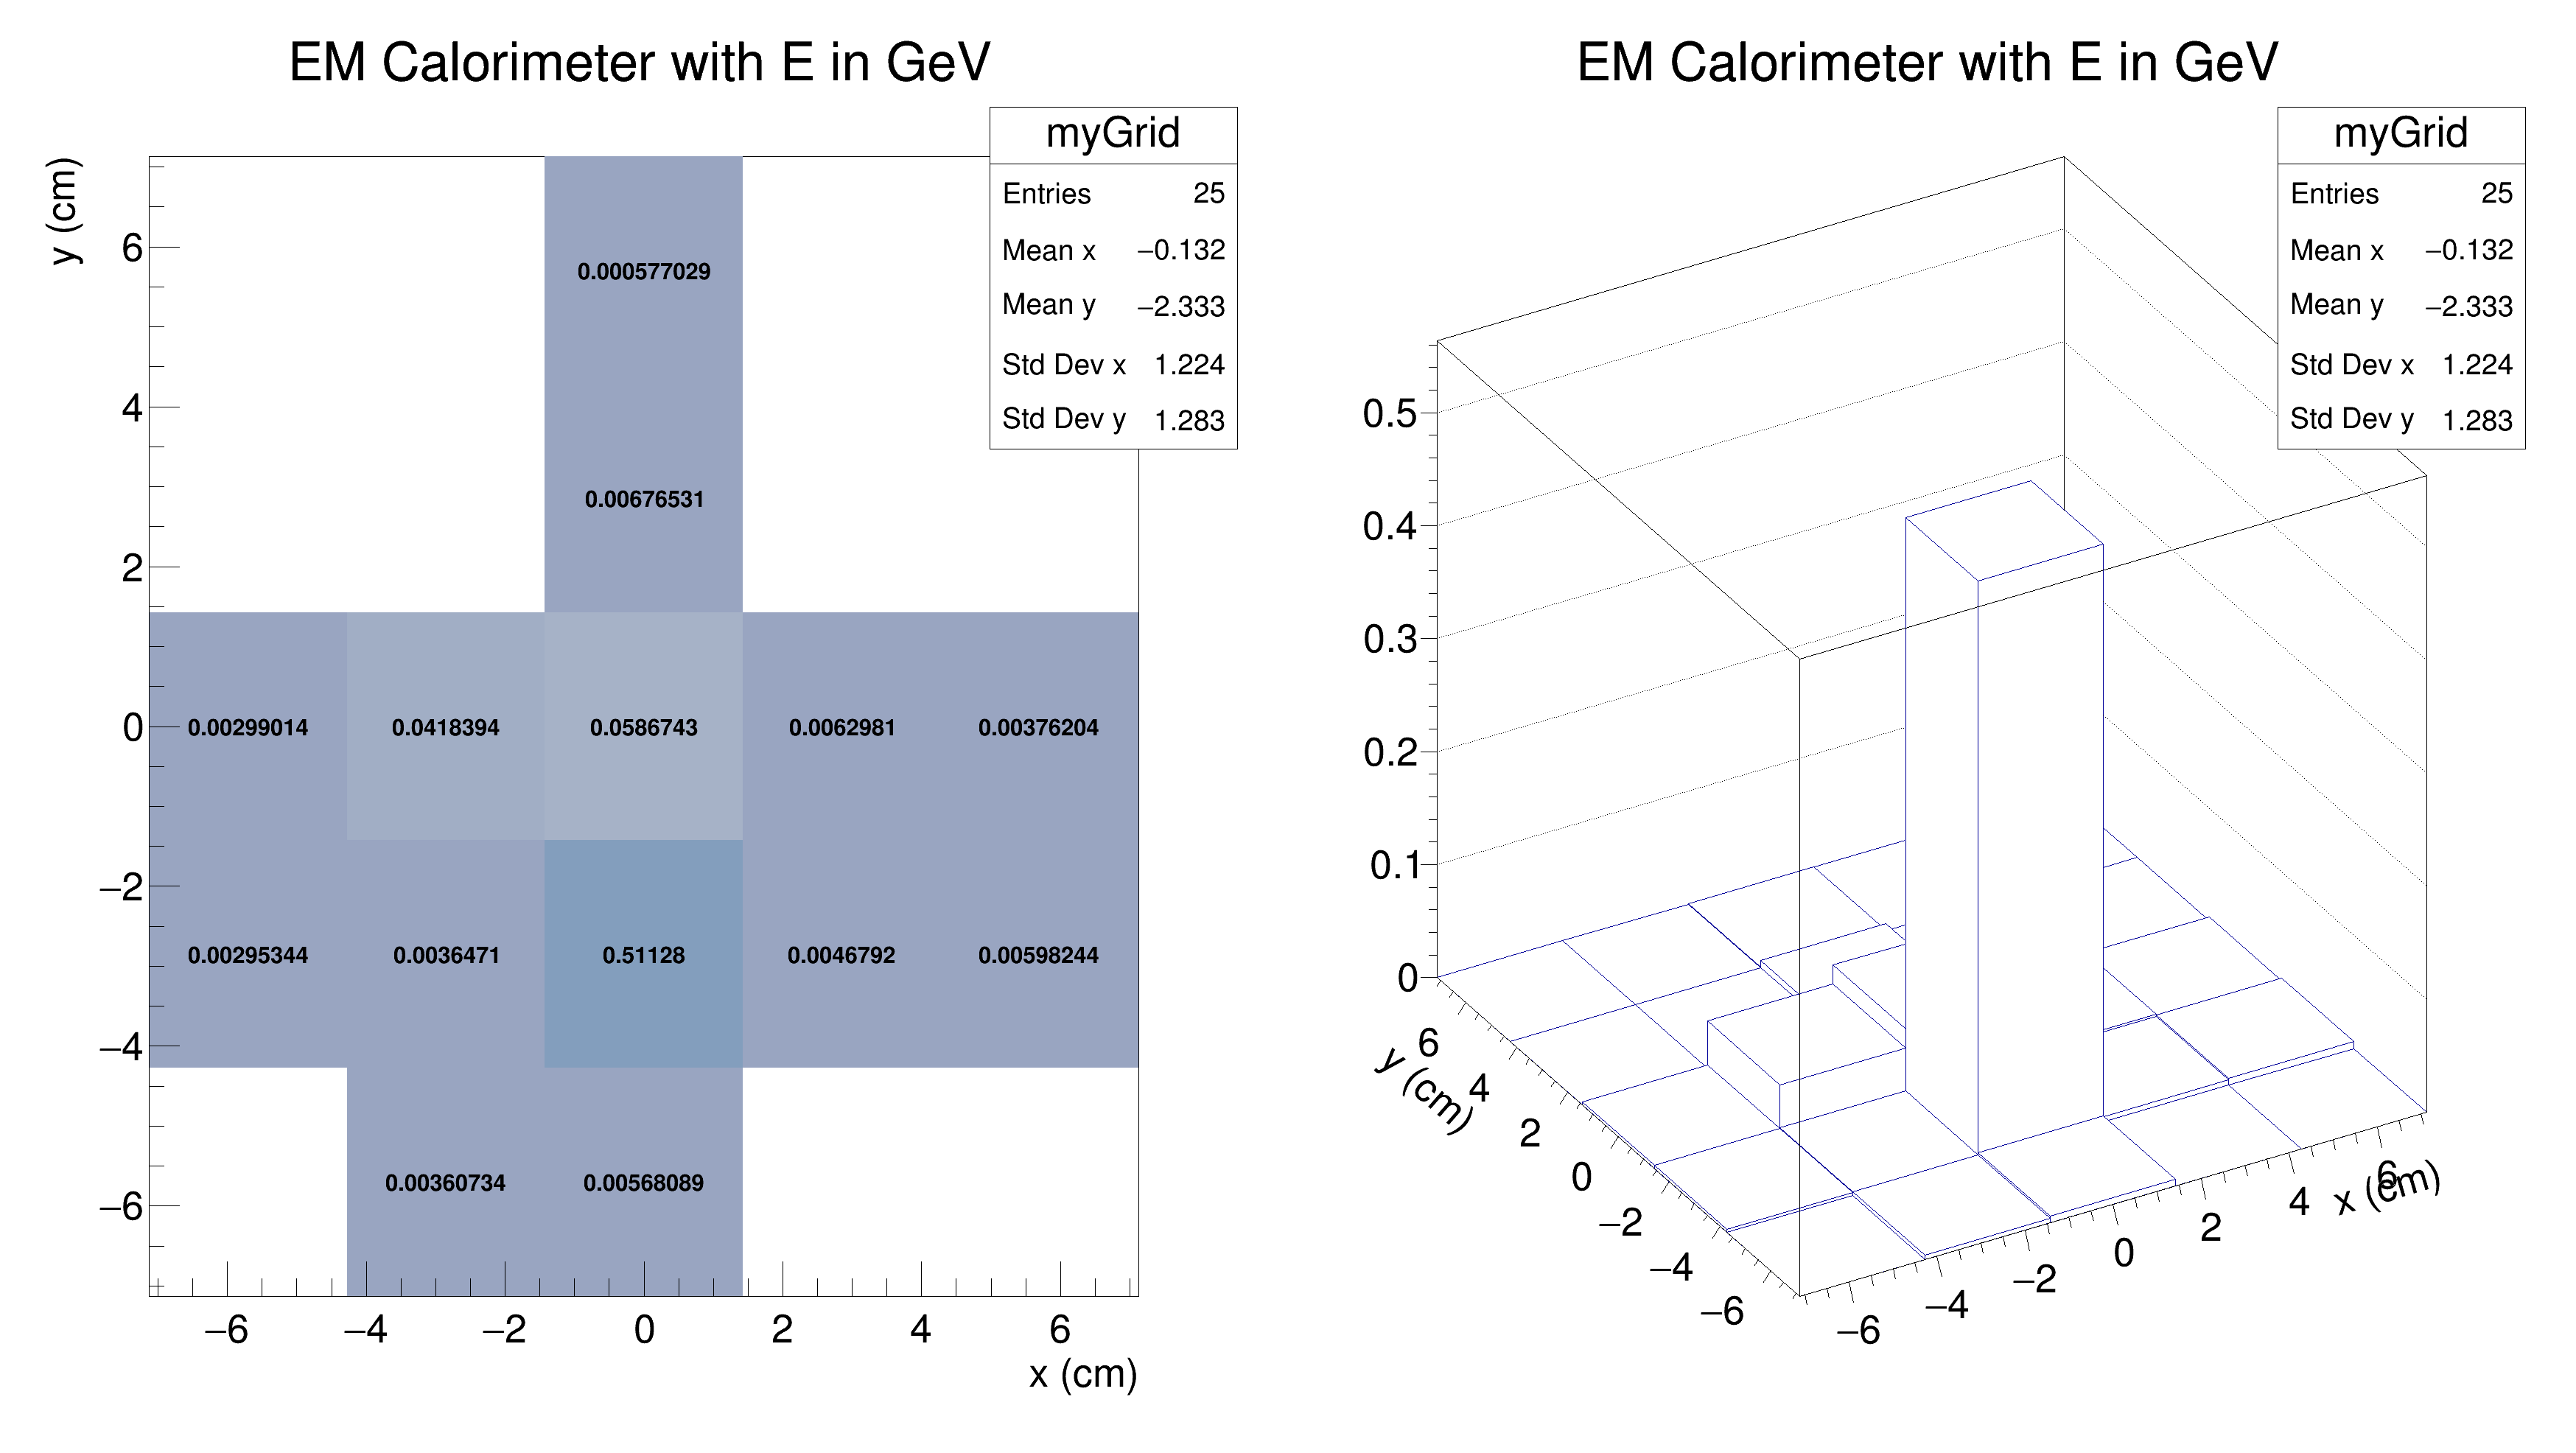 EM Calorimeter with E in GeV
myGrid
Entries 25
Mean x −0.132
Mean y −2.333
Std Dev x 1.224
Std Dev y 1.283
y (cm)
6
4
2
0
−2
−4
−6
0.000577029
0.00676531
0.00299014 0.0418394 0.0586743 0.0062981 0.00376204
0.00295344 0.0036471 0.51128 0.0046792 0.00598244
0.00360734 0.00568089
−6 −4 −2 0 2 4 6
x (cm)
EM Calorimeter with E in GeV
myGrid
Entries 25
Mean x −0.132
Mean y −2.333
Std Dev x 1.224
Std Dev y 1.283
0.5
0.4
0.3
0.2
0.1
0
6
4
2
0
−2
−4
−6
y (cm)
−6
−4
−2
0
2
4
6
x (cm)